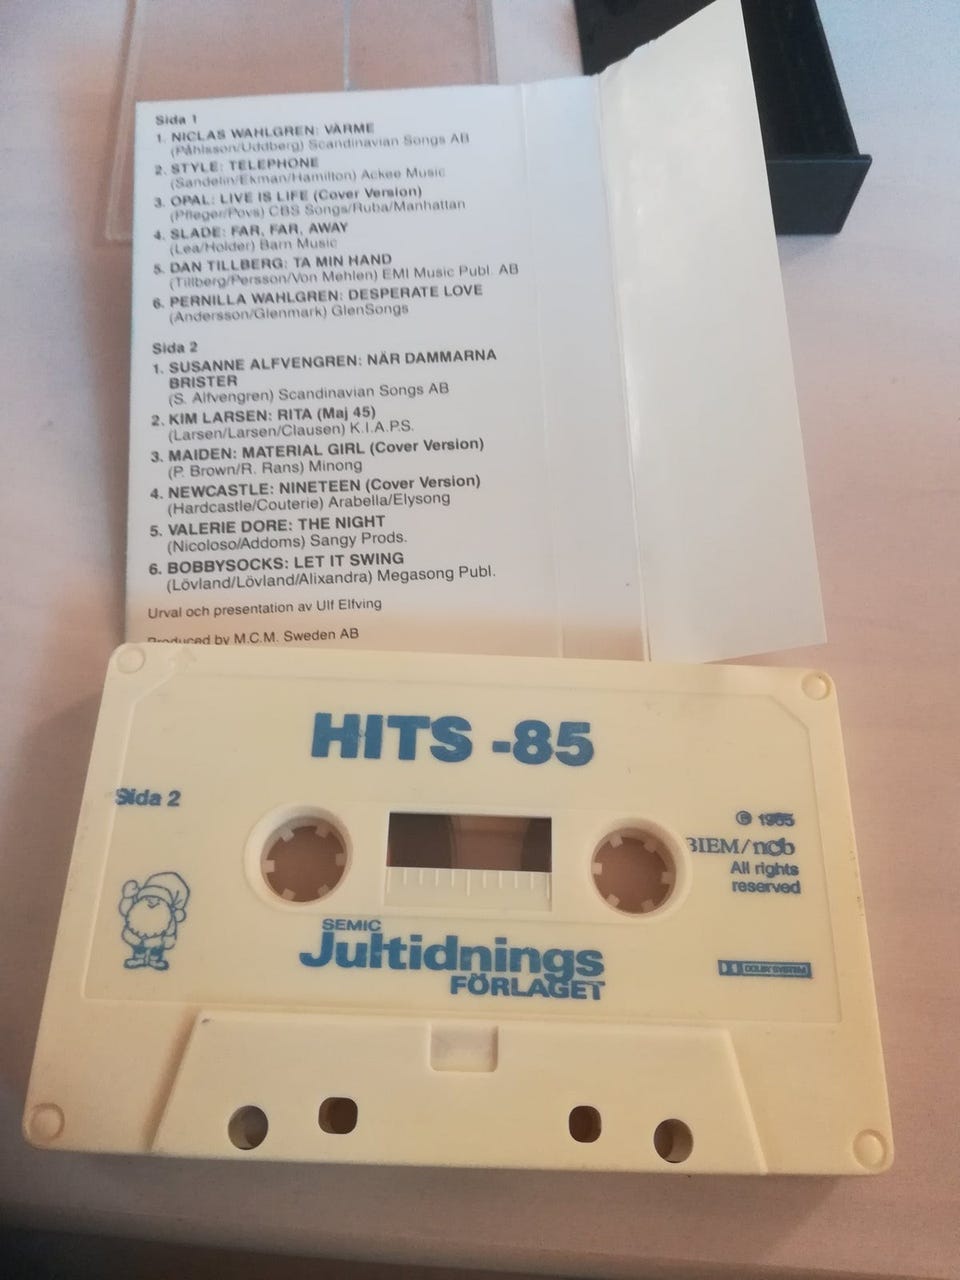 Sida 1
1. NICLAS WAHLGREN: VÄRME
(Påhlsson/Uddberg) Scandinavian Songs AB
2. STYLE: TELEPHONE
(Sandelin/Ekman/Hamilton) Ackee Music
3. OPAL: LIVE IS LIFE (Cover Version)
(Pfleger/Povs) CBS Songs/Ruba/Manhattan
4. SLADE: FAR, FAR, AWAY
(Lea/Holder) Barn Music
5. DAN TILLBERG: TA MIN HAND
(Tillberg/Persson/Von Mehlen) EMI Music Publ. AB
6. PERNILLA WAHLGREN: DESPERATE LOVE
(Andersson/Glenmark) GlenSongs
Sida 2
1. SUSANNE ALFVENGREN: NÄR DAMMARNA
BRISTER
(S. Alfvengren) Scandinavian Songs AB
2. KIM LARSEN: RITA (Maj 45)
(Larsen/Larsen/Clausen) K.I.A.P.S.
3. MAIDEN: MATERIAL GIRL (Cover Version)
(P. Brown/R. Rans) Minong
4. NEWCASTLE: NINETEEN (Cover Version)
(Hardcastle/Couterie) Arabella/Elysong
5. VALERIE DORE: THE NIGHT
(Nicoloso/Addoms) Sangy Prods.
6. BOBBYSOCKS: LET IT SWING
(Lövland/Lövland/Alixandra) Megasong Publ.
Urval och presentation av Ulf Elfving
Produced by M.C.M. Sweden AB
HITS -85
Sida 2
℗ 1985
BIEM/ncb
All rights
reserved
SEMIC
Jultidnings
FÖRLAGET
DOLBY SYSTEM